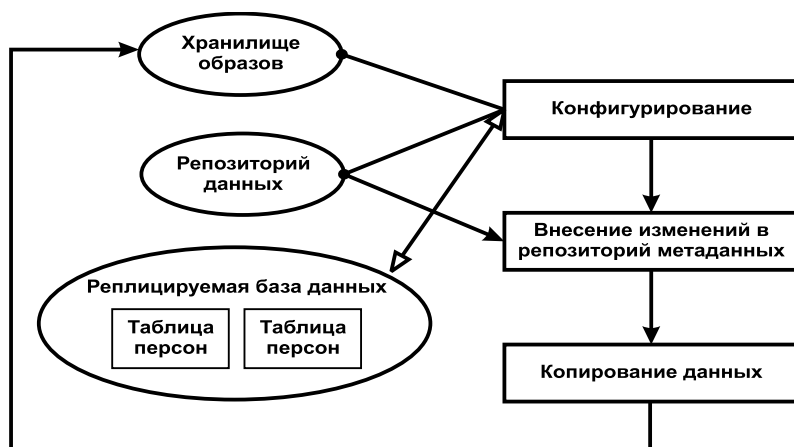 Хранилище
образов
Конфигурирование
Репозиторий
данных
Внесение изменений в
репозиторий метаданных
Реплицируемая база данных
Таблица
персон
Таблица
персон
Копирование данных